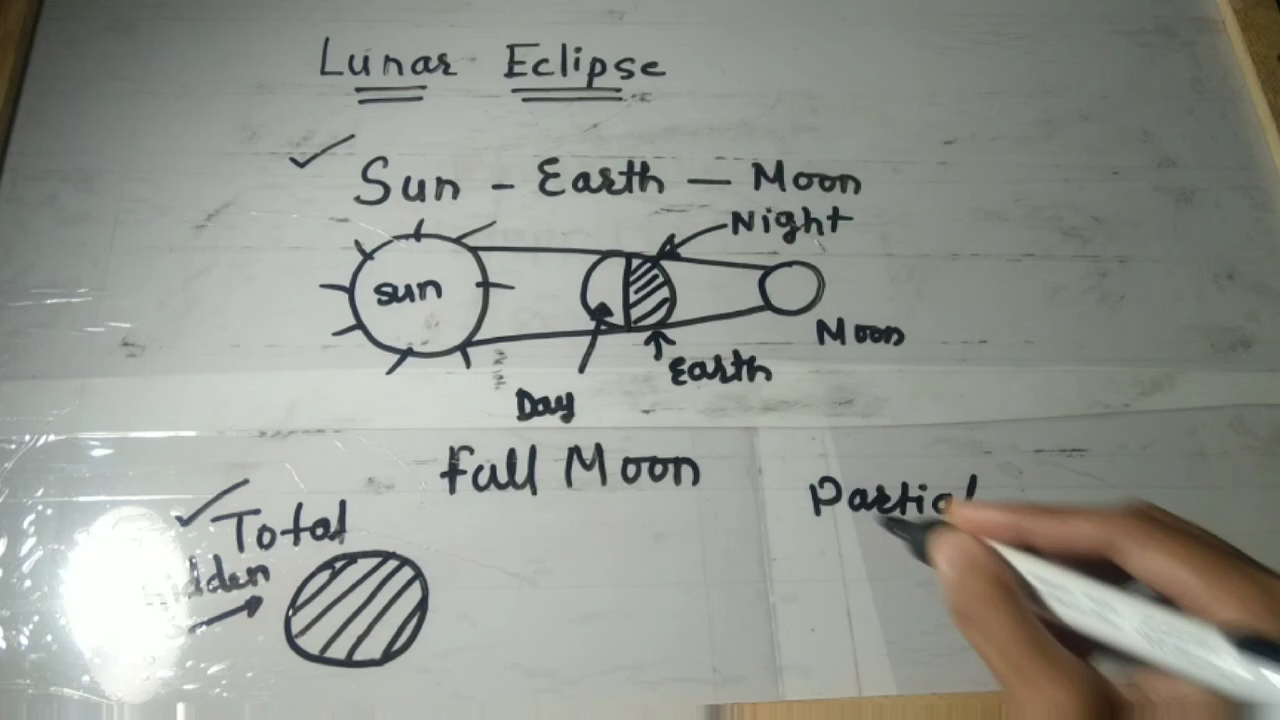 Lunar Eclipse
Sun - Earth - Moon
Night
sun
Moon
Earth
Day
Full Moon
Total
Partial